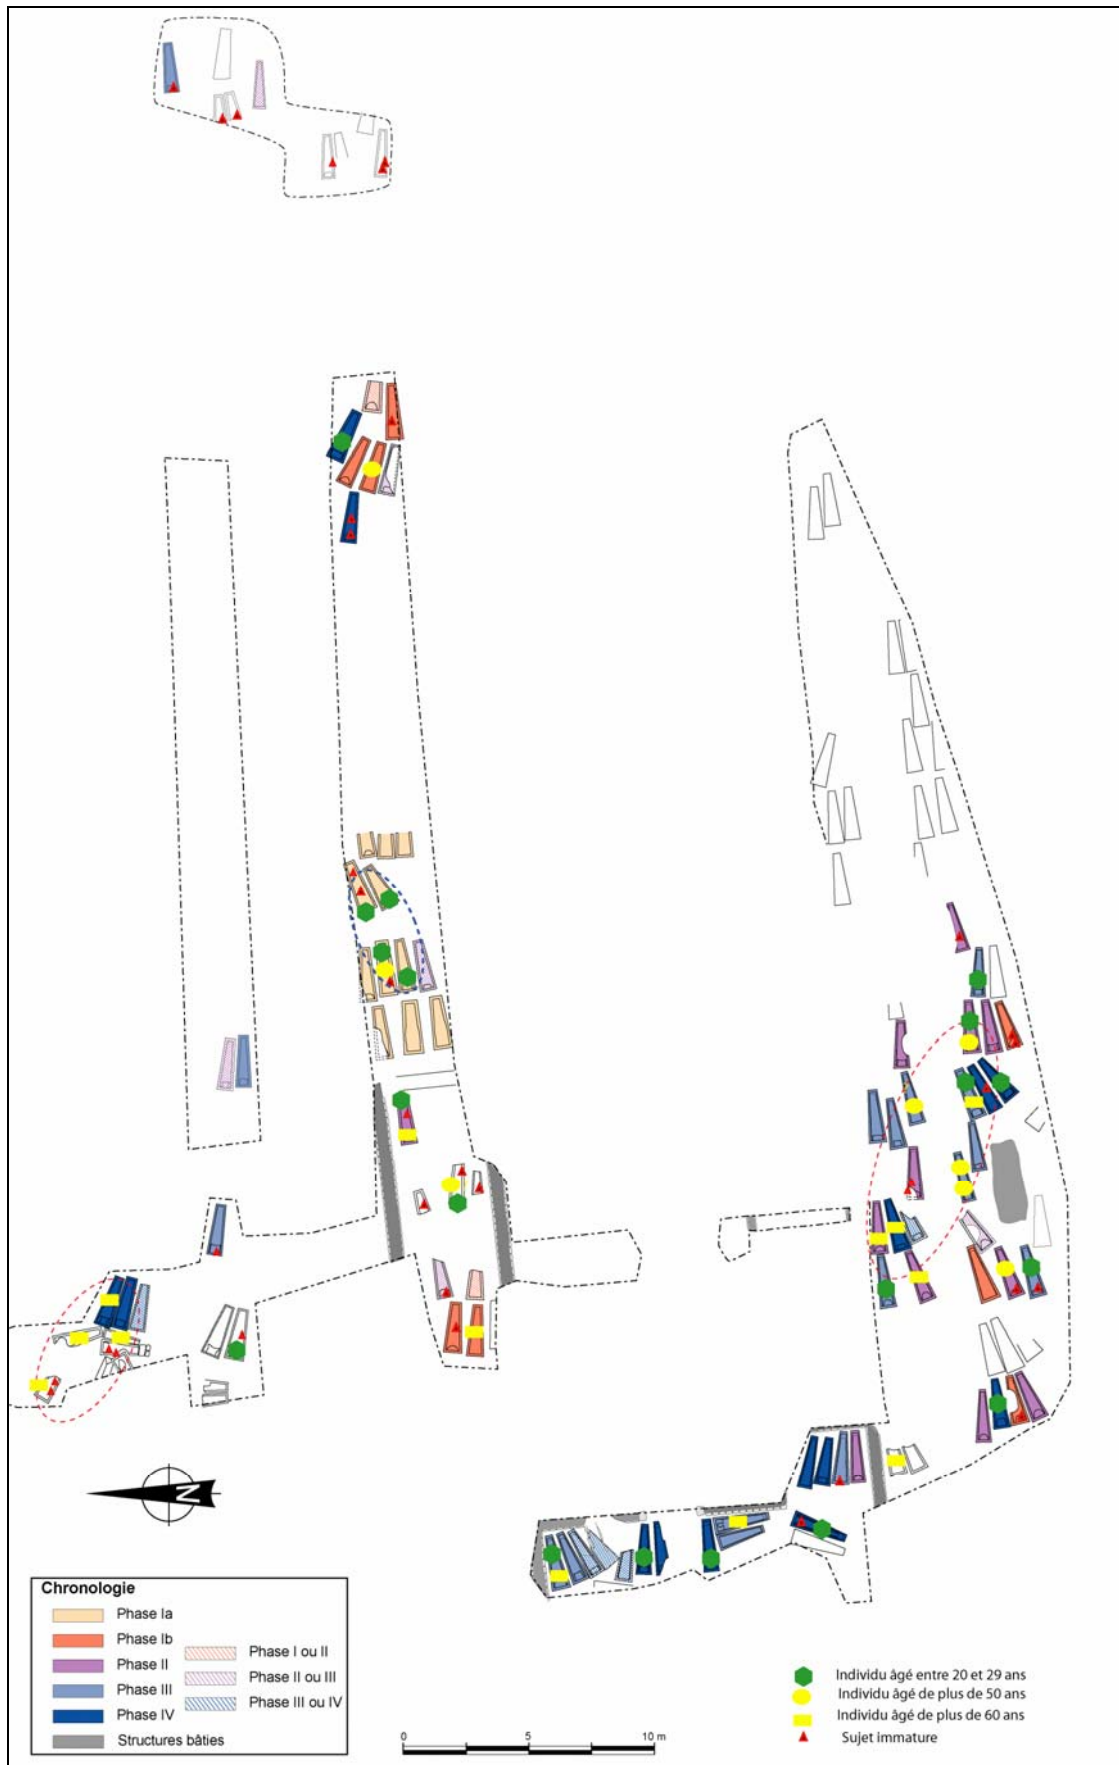 N
Chronologie
Phase Ia
Phase Ib
Phase II
Phase III
Phase IV
Structures bâties
Phase I ou II
Phase II ou III
Phase III ou IV
0 5 10 m
Individu âgé entre 20 et 29 ans
Individu âgé de plus de 50 ans
Individu âgé de plus de 60 ans
Sujet immature